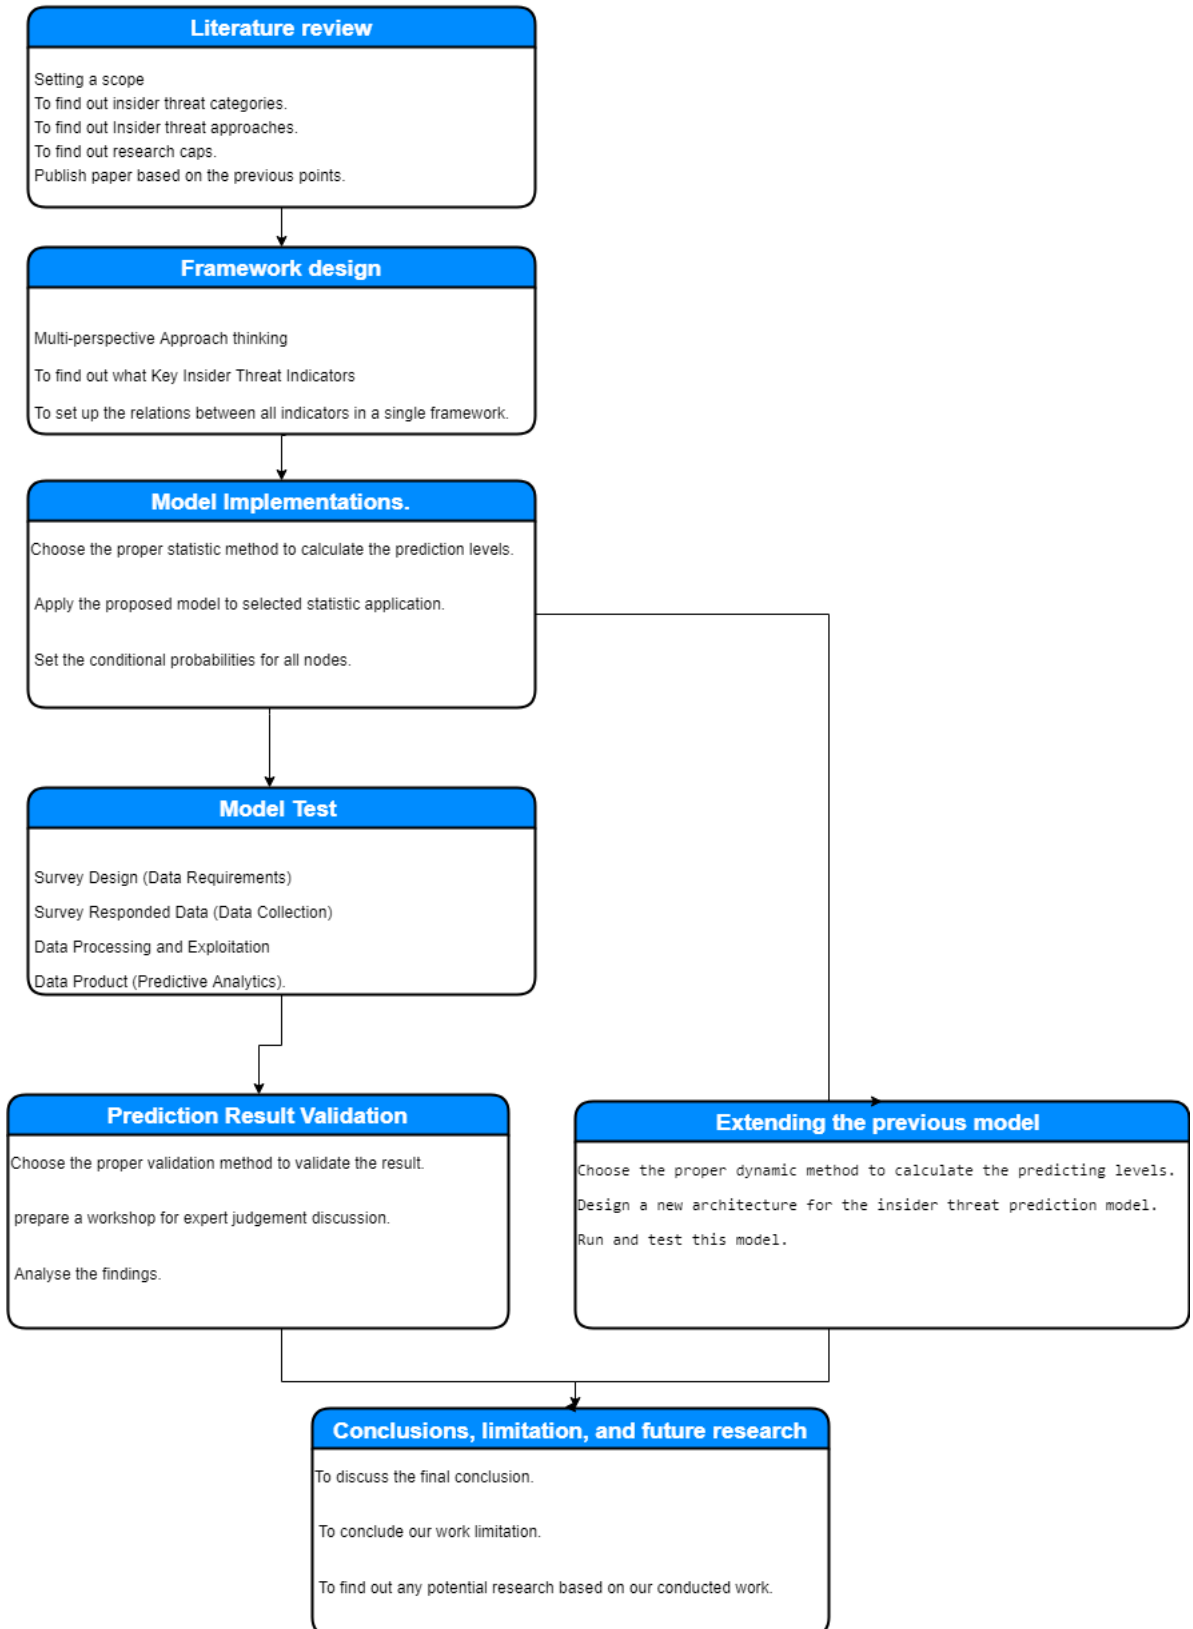 Literature review
Setting a scope
To find out insider threat categories.
To find out Insider threat approaches.
To find out research caps.
Publish paper based on the previous points.
Framework design
Multi-perspective Approach thinking
To find out what Key Insider Threat Indicators
To set up the relations between all indicators in a single framework.
Model Implementations.
Choose the proper statistic method to calculate the prediction levels.
Apply the proposed model to selected statistic application.
Set the conditional probabilities for all nodes.
Model Test
Survey Design (Data Requirements)
Survey Responded Data (Data Collection)
Data Processing and Exploitation
Data Product (Predictive Analytics).
Prediction Result Validation
Choose the proper validation method to validate the result.
prepare a workshop for expert judgement discussion.
Analyse the findings.
Extending the previous model
Choose the proper dynamic method to calculate the predicting levels.
Design a new architecture for the insider threat prediction model.
Run and test this model.
Conclusions, limitation, and future research
To discuss the final conclusion.
To conclude our work limitation.
To find out any potential research based on our conducted work.